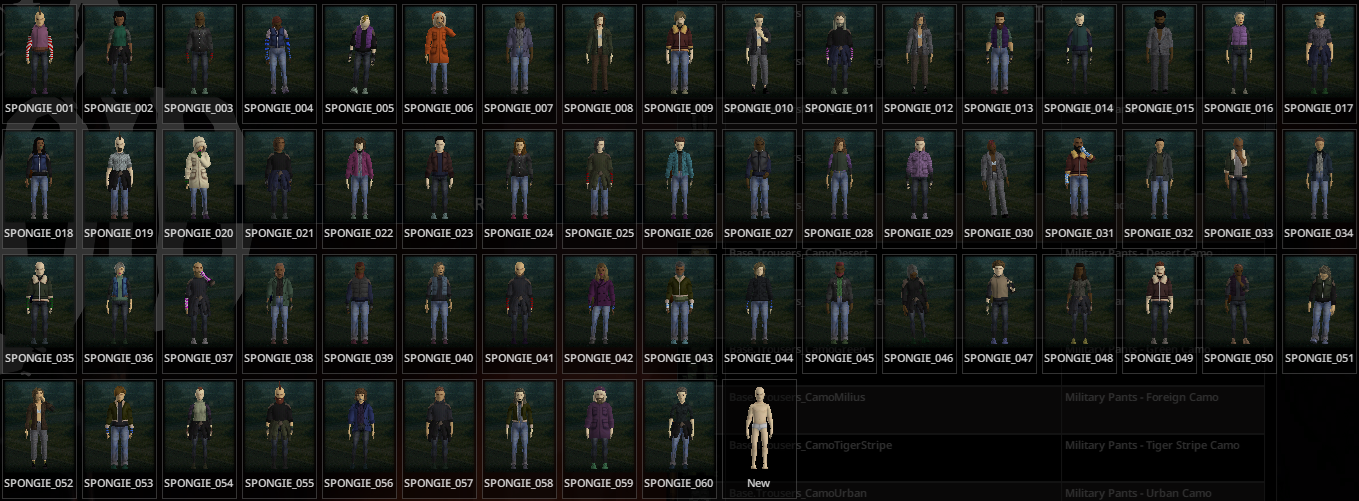 SPONGIE_001 SPONGIE_002 SPONGIE_003 SPONGIE_004 SPONGIE_005 SPONGIE_006 SPONGIE_007 SPONGIE_008 SPONGIE_009 SPONGIE_010 SPONGIE_011 SPONGIE_012 SPONGIE_013 SPONGIE_014 SPONGIE_015 SPONGIE_016 SPONGIE_017
SPONGIE_018 SPONGIE_019 SPONGIE_020 SPONGIE_021 SPONGIE_022 SPONGIE_023 SPONGIE_024 SPONGIE_025 SPONGIE_026 SPONGIE_027 SPONGIE_028 SPONGIE_029 SPONGIE_030 SPONGIE_031 SPONGIE_032 SPONGIE_033 SPONGIE_034
Base.Trousers_CamoDesert Military Pants - Desert Camo
SPONGIE_035 SPONGIE_036 SPONGIE_037 SPONGIE_038 SPONGIE_039 SPONGIE_040 SPONGIE_041 SPONGIE_042 SPONGIE_043 SPONGIE_044 SPONGIE_045 SPONGIE_046 SPONGIE_047 SPONGIE_048 SPONGIE_049 SPONGIE_050 SPONGIE_051
Base.Trousers_CamoMilius Military Pants - Foreign Camo
Base.Trousers_CamoTigerStripe Military Pants - Tiger Stripe Camo
SPONGIE_052 SPONGIE_053 SPONGIE_054 SPONGIE_055 SPONGIE_056 SPONGIE_057 SPONGIE_058 SPONGIE_059 SPONGIE_060 New
Base.Trousers_CamoUrban Military Pants - Urban Camo